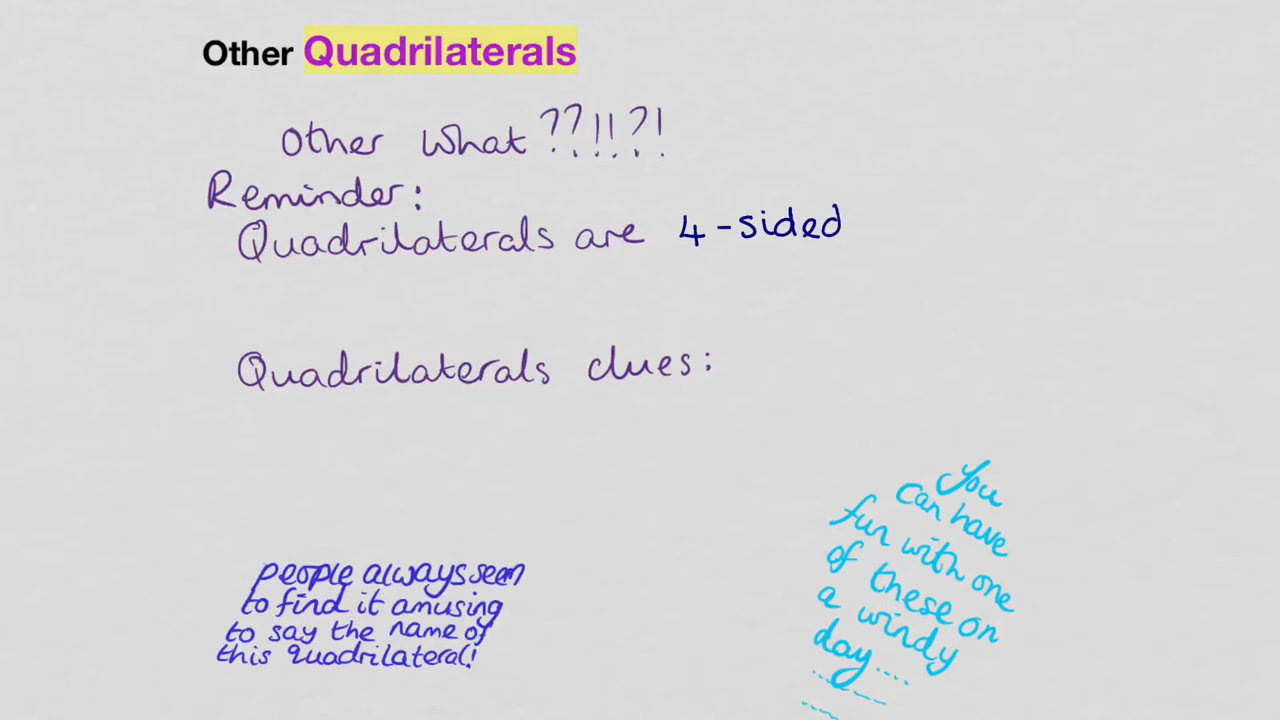 Other Quadrilaterals
Other what ??!!?!
Reminder:
Quadrilaterals are 4-sided
Quadrilaterals clues:
people always seem
to find it amusing
to say the name of
this quadrilateral!
You
can have
fun with one
of these on
a windy
day....